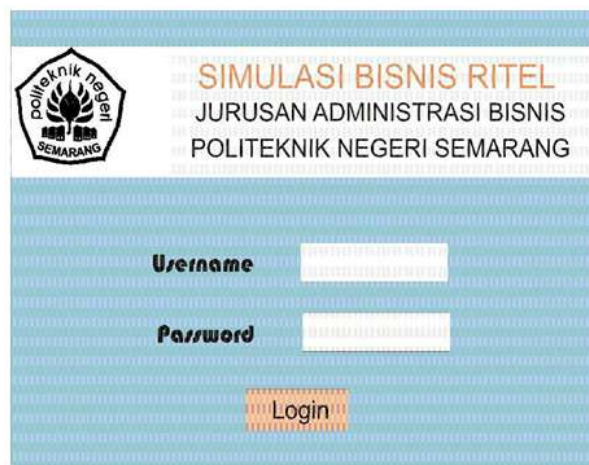 politeknik negeri
SEMARANG
SIMULASI BISNIS RITEL
JURUSAN ADMINISTRASI BISNIS
POLITEKNIK NEGERI SEMARANG
Username
Password
Login